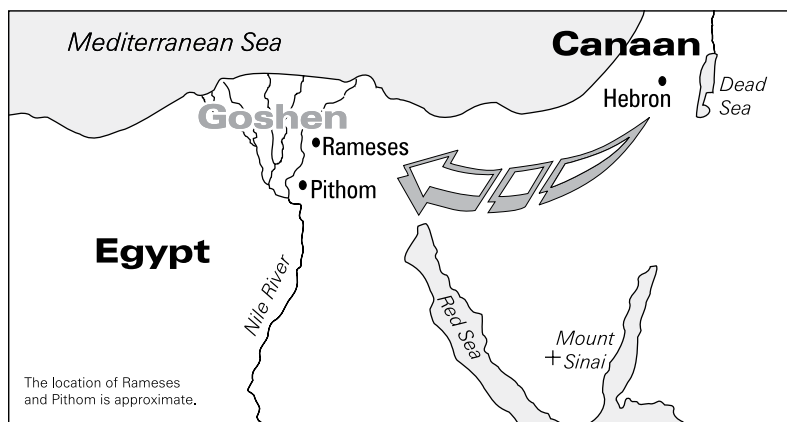 Mediterranean Sea
Canaan
Hebron
Dead
Sea
Goshen
Rameses
Pithom
Egypt
Nile River
Red Sea
Mount
Sinai
The location of Rameses
and Pithom is approximate.